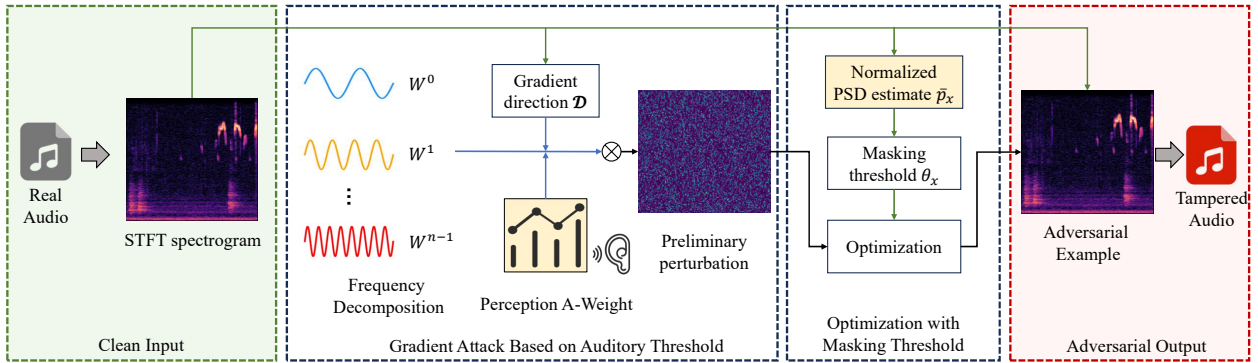 Real
Audio
STFT spectrogram
Clean Input
W^0
W^1
⋮
W^{n-1}
Frequency
Decomposition
Gradient
direction 𝓓
Perception A-Weight
Preliminary
perturbation
Gradient Attack Based on Auditory Threshold
Normalized
PSD estimate p̄_x
Masking
threshold θ_x
Optimization
Optimization with
Masking Threshold
Adversarial
Example
Tampered
Audio
Adversarial Output